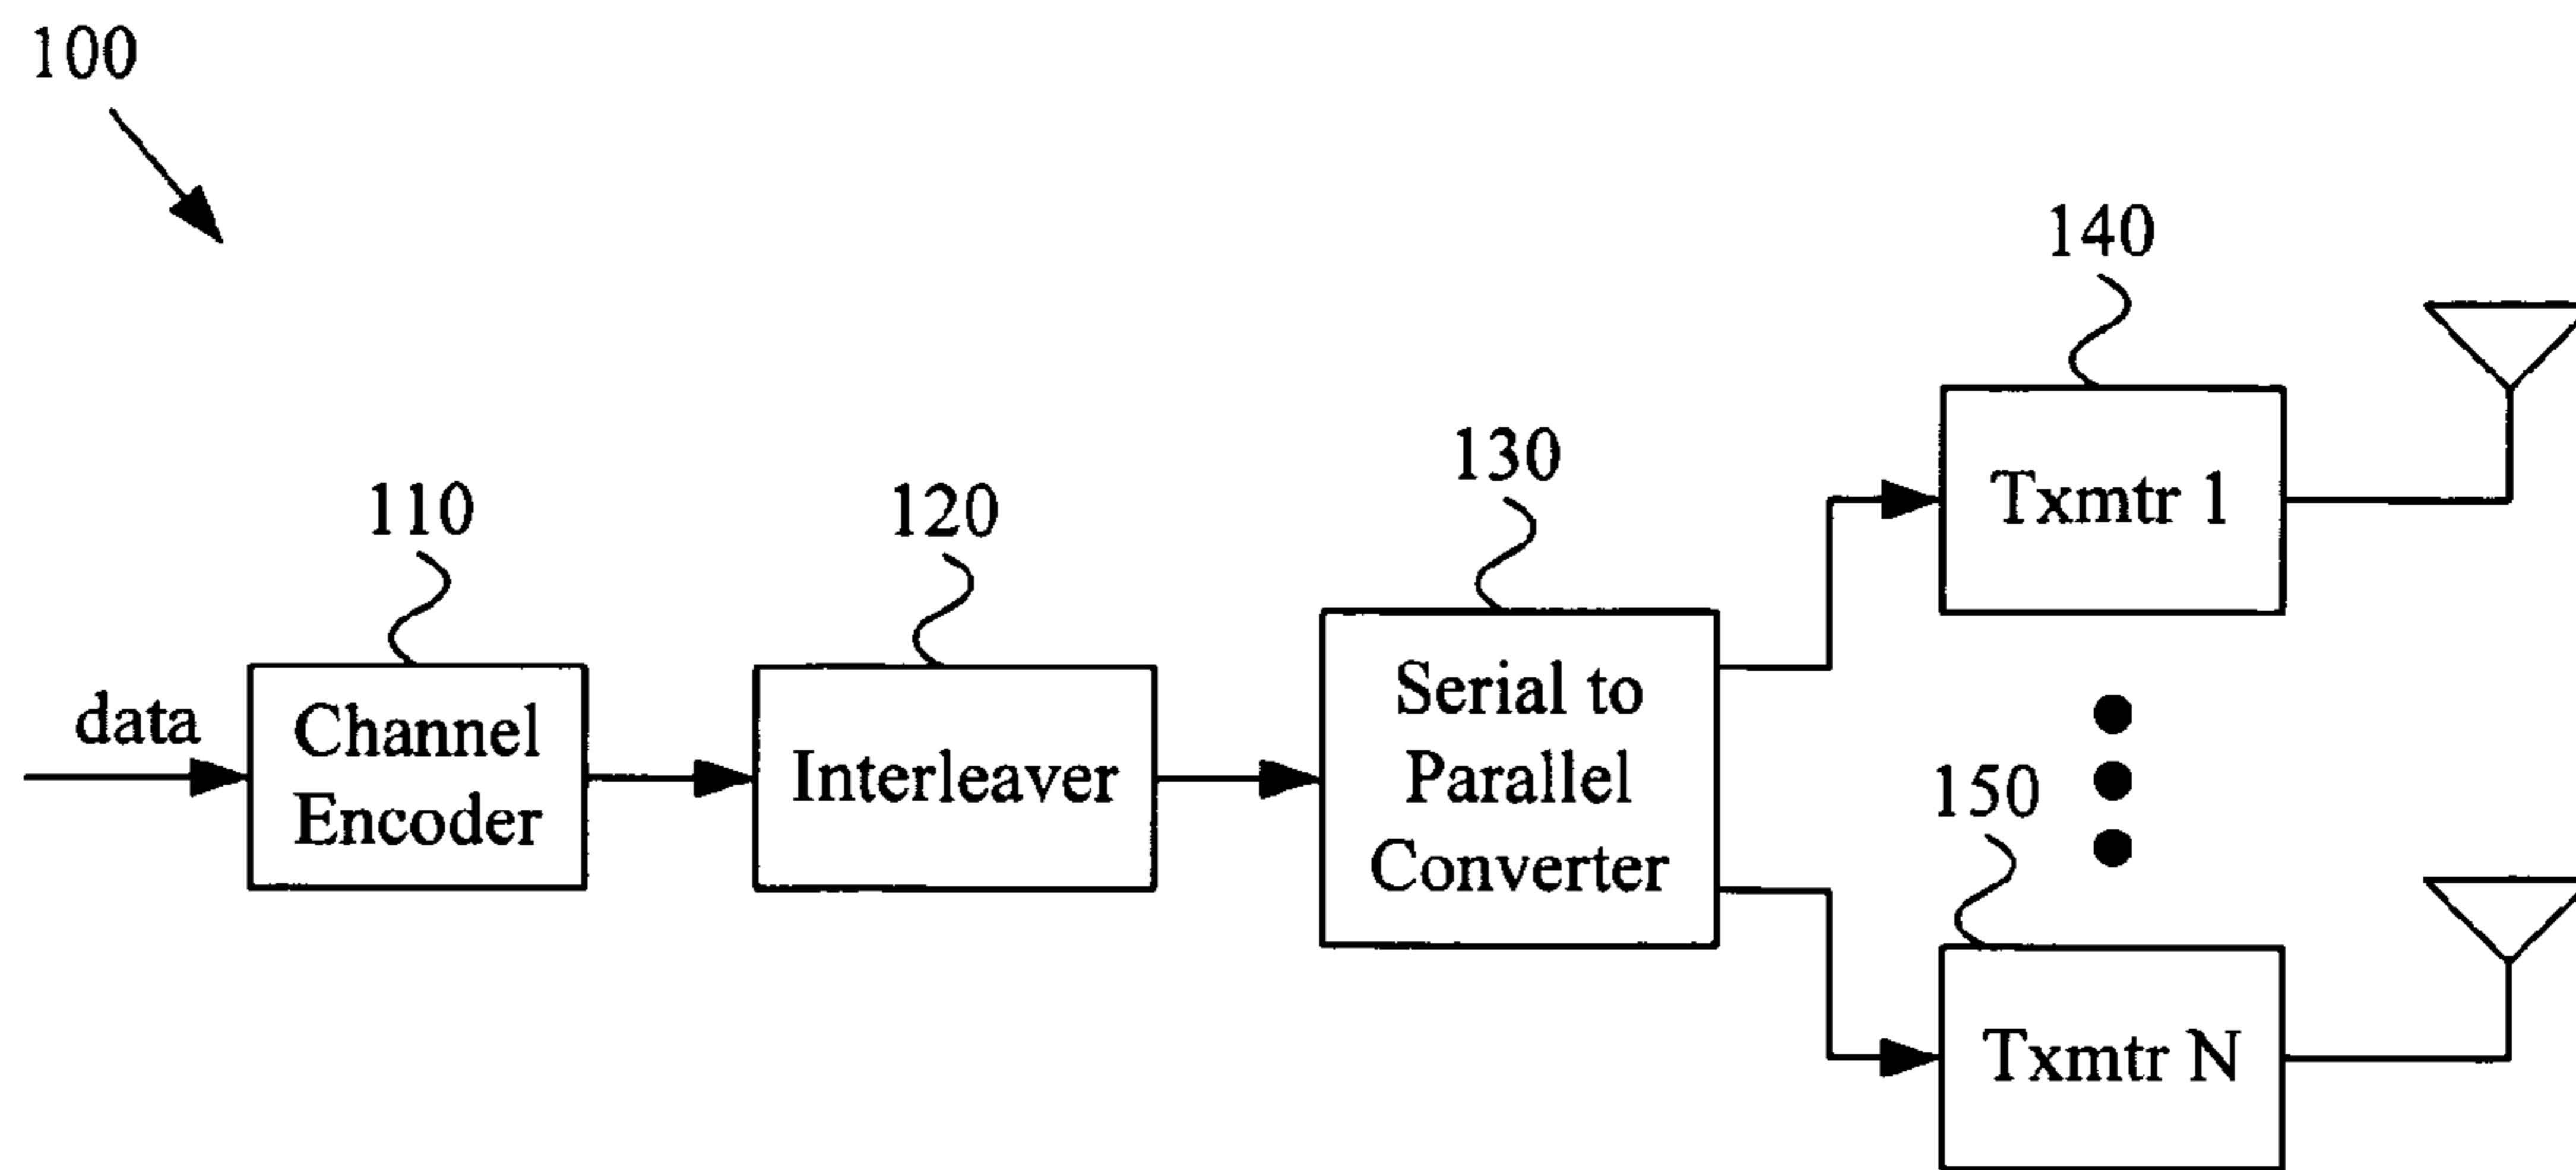 100
140
130
110
120
Txmtr 1
data
Channel
Encoder
Interleaver
Serial to
Parallel
Converter
150
Txmtr N